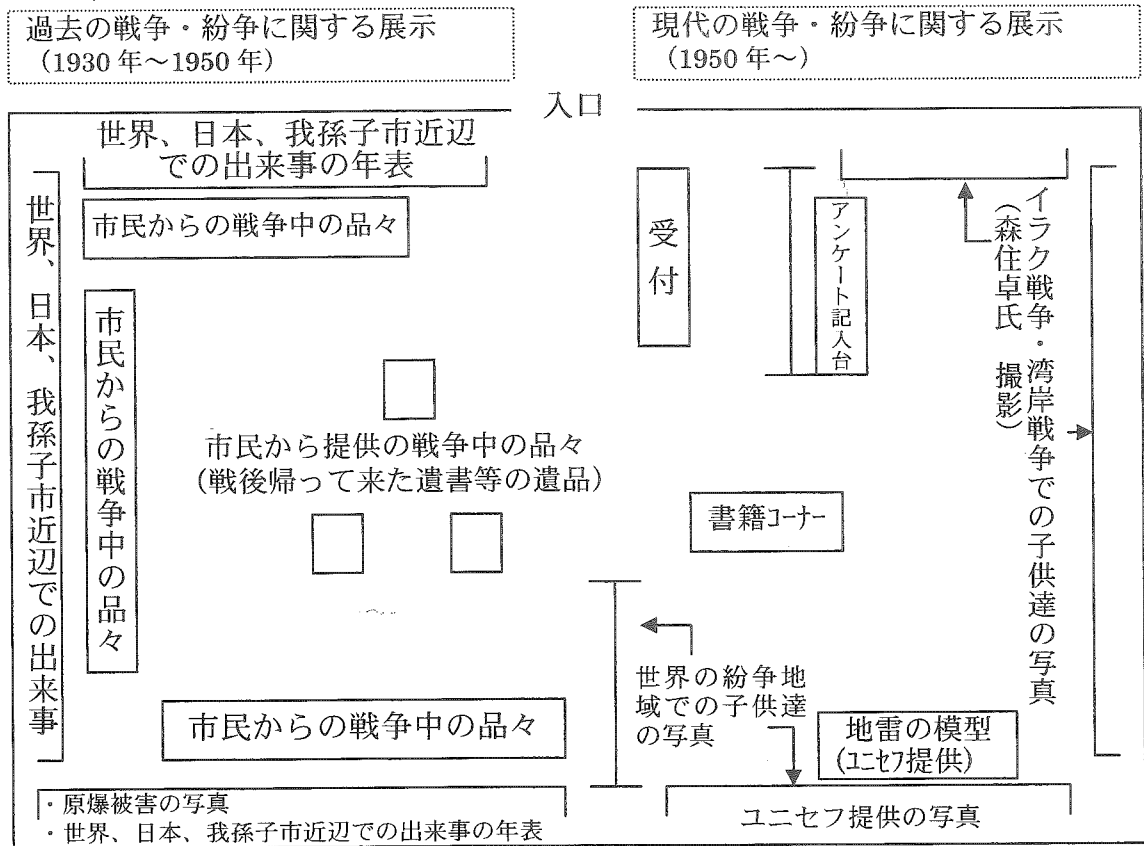 過去の戦争・紛争に関する展示
(1930年~1950年)
現代の戦争・紛争に関する展示
(1950年~)
入口
世界、日本、我孫子市近辺
での出来事の年表
市民からの戦争中の品々
世界、日本、我孫子市近辺での出来事
市民からの戦争中の品々
市民から提供の戦争中の品々
(戦後帰って来た遺書等の遺品)
市民からの戦争中の品々
・原爆被害の写真
・世界、日本、我孫子市近辺での出来事の年表
受付
アンケート記入台
イラク戦争・湾岸戦争での子供達の写真
(森住卓氏 撮影)
書籍コーナー
世界の紛争地
域での子供達
の写真
地雷の模型
(ユニセフ提供)
ユニセフ提供の写真